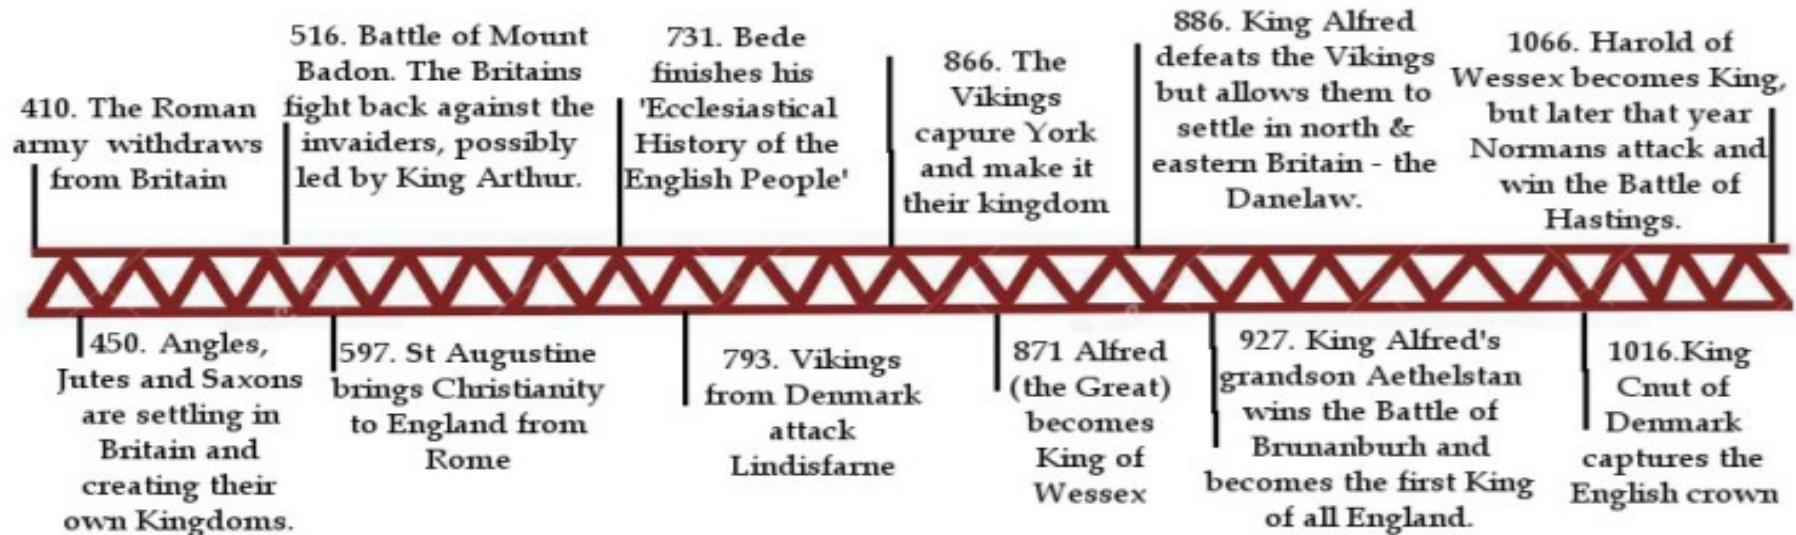 410. The Roman
army withdraws
from Britain
516. Battle of Mount
Badon. The Britains
fight back against the
invaiders, possibly
led by King Arthur.
731. Bede
finishes his
'Ecclesiastical
History of the
English People'
866. The
Vikings
capure York
and make it
their kingdom
886. King Alfred
defeats the Vikings
but allows them to
settle in north &
eastern Britain - the
Danelaw.
1066. Harold of
Wessex becomes King,
but later that year
Normans attack and
win the Battle of
Hastings.
450. Angles,
Jutes and Saxons
are settling in
Britain and
creating their
own Kingdoms.
597. St Augustine
brings Christianity
to England from
Rome
793. Vikings
from Denmark
attack
Lindisfarne
871 Alfred
(the Great)
becomes
King of
Wessex
927. King Alfred's
grandson Aethelstan
wins the Battle of
Brunanburh and
becomes the first King
of all England.
1016.King
Cnut of
Denmark
captures the
English crown